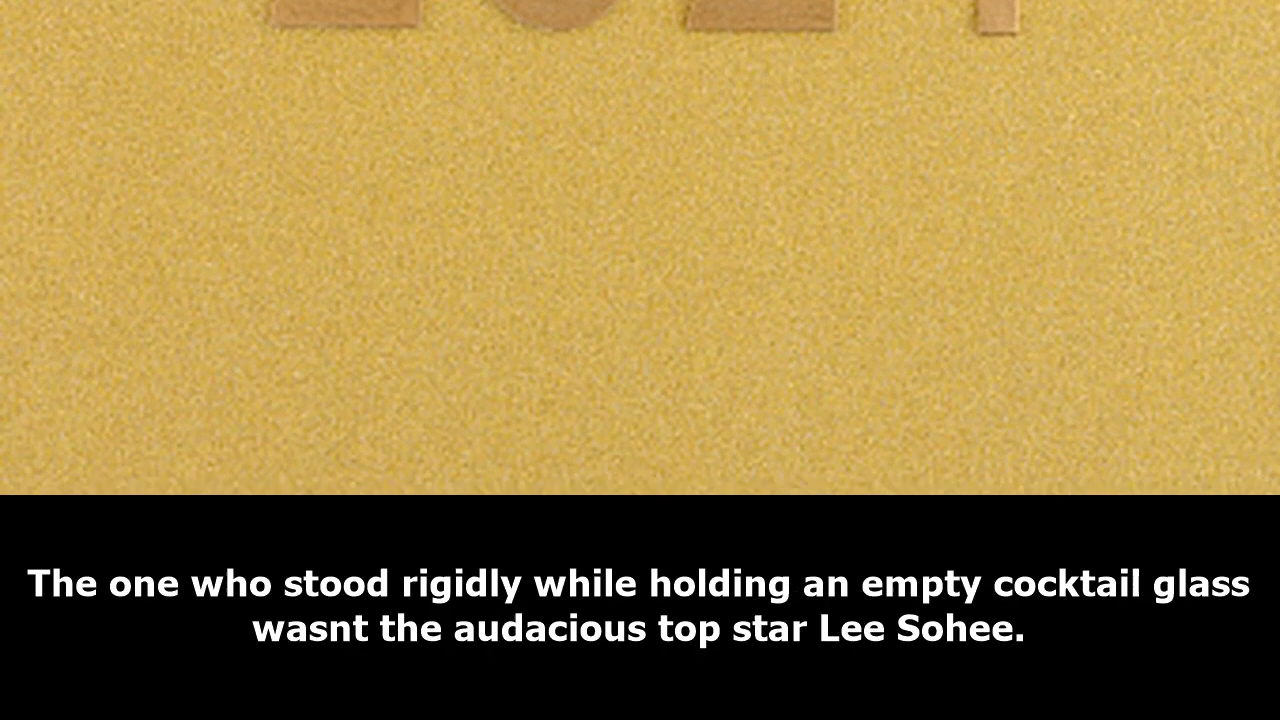 The one who stood rigidly while holding an empty cocktail glass
wasnt the audacious top star Lee Sohee.